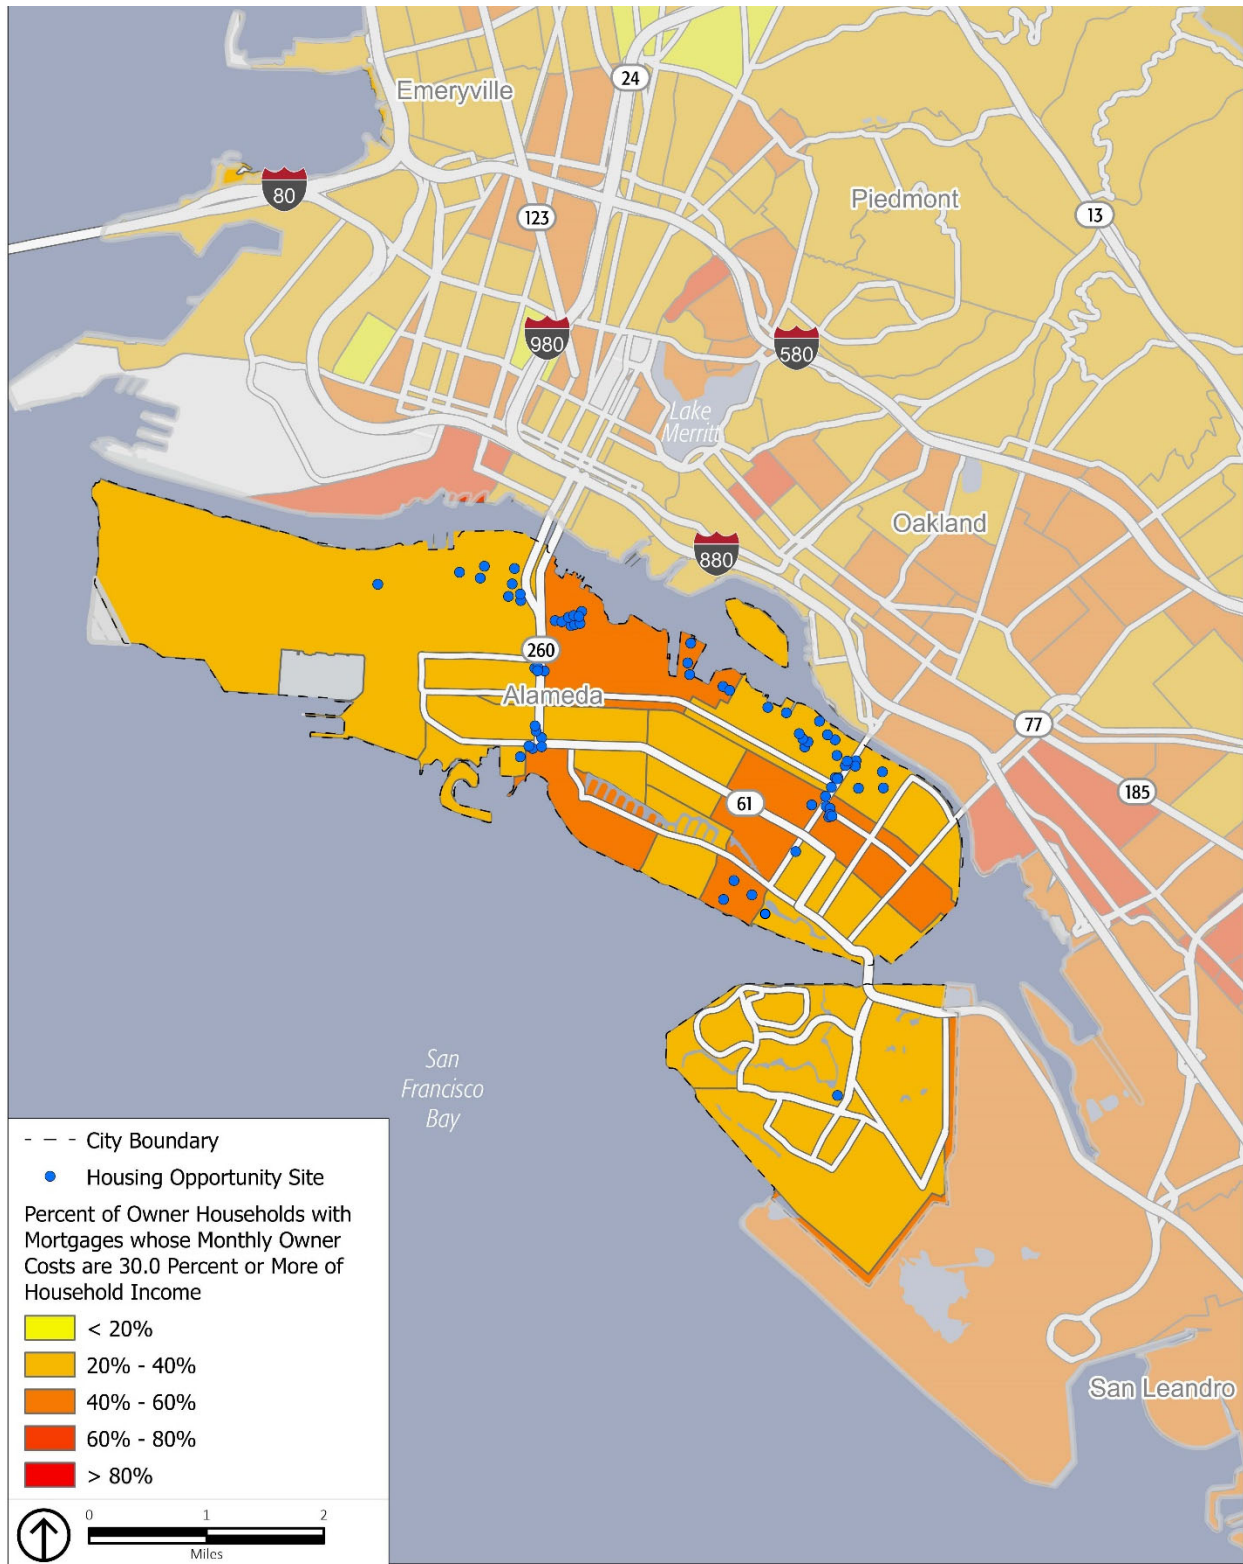 Emeryville
24
80
123
Piedmont
13
980
580
Lake
Merritt
Oakland
880
260
Alameda
77
61
185
San
Francisco
Bay
San Leandro
City Boundary
Housing Opportunity Site
Percent of Owner Households with
Mortgages whose Monthly Owner
Costs are 30.0 Percent or More of
Household Income
< 20%
20% - 40%
40% - 60%
60% - 80%
> 80%
0 1 2
Miles